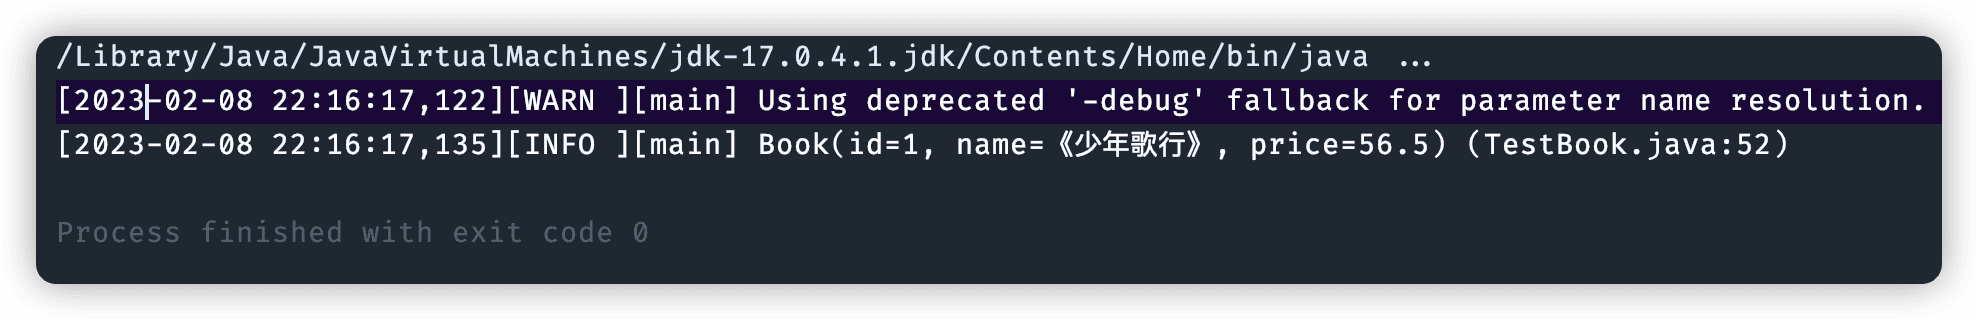 /Library/Java/JavaVirtualMachines/jdk-17.0.4.1.jdk/Contents/Home/bin/java ...
[2023-02-08 22:16:17,122][WARN ][main] Using deprecated '-debug' fallback for parameter name resolution.
[2023-02-08 22:16:17,135][INFO ][main] Book(id=1, name=《少年歌行》, price=56.5) (TestBook.java:52)
Process finished with exit code 0